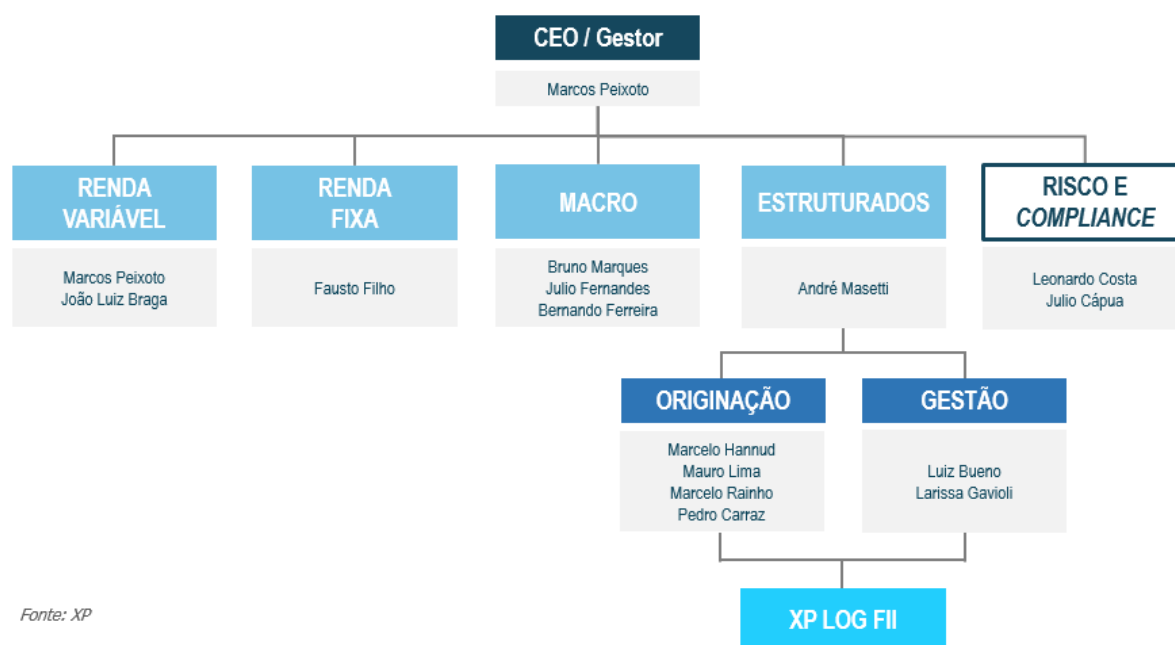 CEO / Gestor
Marcos Peixoto
RENDA
VARIÁVEL
Marcos Peixoto
João Luiz Braga
RENDA
FIXA
Fausto Filho
MACRO
Bruno Marques
Julio Fernandes
Bernando Ferreira
ESTRUTURADOS
André Masetti
RISCO E
COMPLIANCE
Leonardo Costa
Julio Cápua
ORIGINAÇÃO
Marcelo Hannud
Mauro Lima
Marcelo Rainho
Pedro Carraz
GESTÃO
Luiz Bueno
Larissa Gavioli
XP LOG FII
Fonte: XP